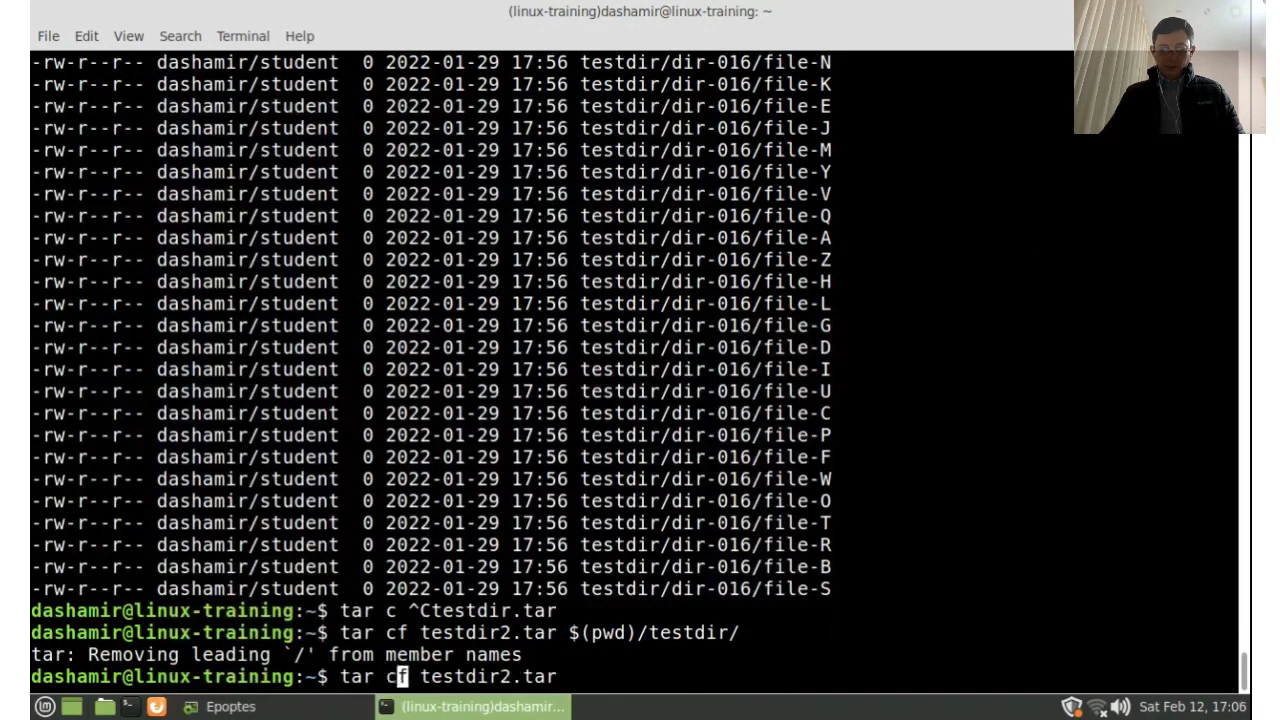 (linux-training)dashamir@linux-training: ~
File Edit View Search Terminal Help
-rw-r--r-- dashamir/student 0 2022-01-29 17:56 testdir/dir-016/file-N
-rw-r--r-- dashamir/student 0 2022-01-29 17:56 testdir/dir-016/file-K
-rw-r--r-- dashamir/student 0 2022-01-29 17:56 testdir/dir-016/file-E
-rw-r--r-- dashamir/student 0 2022-01-29 17:56 testdir/dir-016/file-J
-rw-r--r-- dashamir/student 0 2022-01-29 17:56 testdir/dir-016/file-M
-rw-r--r-- dashamir/student 0 2022-01-29 17:56 testdir/dir-016/file-Y
-rw-r--r-- dashamir/student 0 2022-01-29 17:56 testdir/dir-016/file-V
-rw-r--r-- dashamir/student 0 2022-01-29 17:56 testdir/dir-016/file-Q
-rw-r--r-- dashamir/student 0 2022-01-29 17:56 testdir/dir-016/file-A
-rw-r--r-- dashamir/student 0 2022-01-29 17:56 testdir/dir-016/file-Z
-rw-r--r-- dashamir/student 0 2022-01-29 17:56 testdir/dir-016/file-H
-rw-r--r-- dashamir/student 0 2022-01-29 17:56 testdir/dir-016/file-L
-rw-r--r-- dashamir/student 0 2022-01-29 17:56 testdir/dir-016/file-G
-rw-r--r-- dashamir/student 0 2022-01-29 17:56 testdir/dir-016/file-D
-rw-r--r-- dashamir/student 0 2022-01-29 17:56 testdir/dir-016/file-I
-rw-r--r-- dashamir/student 0 2022-01-29 17:56 testdir/dir-016/file-U
-rw-r--r-- dashamir/student 0 2022-01-29 17:56 testdir/dir-016/file-C
-rw-r--r-- dashamir/student 0 2022-01-29 17:56 testdir/dir-016/file-P
-rw-r--r-- dashamir/student 0 2022-01-29 17:56 testdir/dir-016/file-F
-rw-r--r-- dashamir/student 0 2022-01-29 17:56 testdir/dir-016/file-W
-rw-r--r-- dashamir/student 0 2022-01-29 17:56 testdir/dir-016/file-O
-rw-r--r-- dashamir/student 0 2022-01-29 17:56 testdir/dir-016/file-T
-rw-r--r-- dashamir/student 0 2022-01-29 17:56 testdir/dir-016/file-R
-rw-r--r-- dashamir/student 0 2022-01-29 17:56 testdir/dir-016/file-B
-rw-r--r-- dashamir/student 0 2022-01-29 17:56 testdir/dir-016/file-S
dashamir@linux-training:~$ tar c ^Ctestdir.tar
dashamir@linux-training:~$ tar cf testdir2.tar $(pwd)/testdir/
tar: Removing leading `/' from member names
dashamir@linux-training:~$ tar cf testdir2.tar
Epoptes (linux-training)dashamir... Sat Feb 12, 17:06